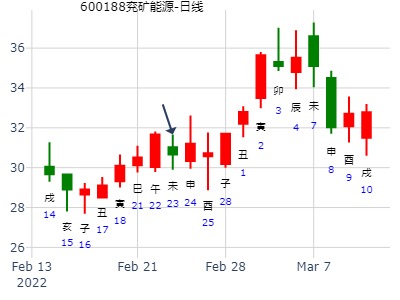 600188兖矿能源-日线
36
34
32
30
28
26
戌
14
亥
15
子
16
丑
17
寅
18
巳
21
午
22
未
23
申
24
酉
25
子
28
丑
1
寅
2
卯
3
辰
4
未
7
申
8
酉
9
戌
10
Feb 13
2022
Feb 21
Feb 28
Mar 7